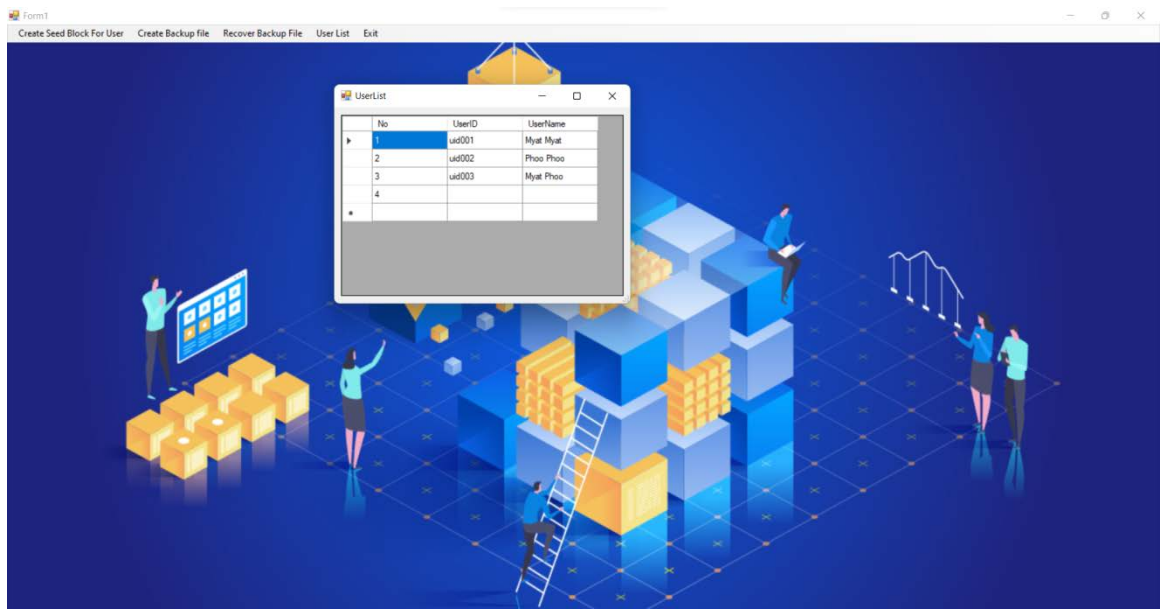 Form1
Create Seed Block For User Create Backup file Recover Backup File User List Exit
UserList
No UserID UserName
1 uid001 Myat Myat
2 uid002 Phoo Phoo
3 uid003 Myat Phoo
4